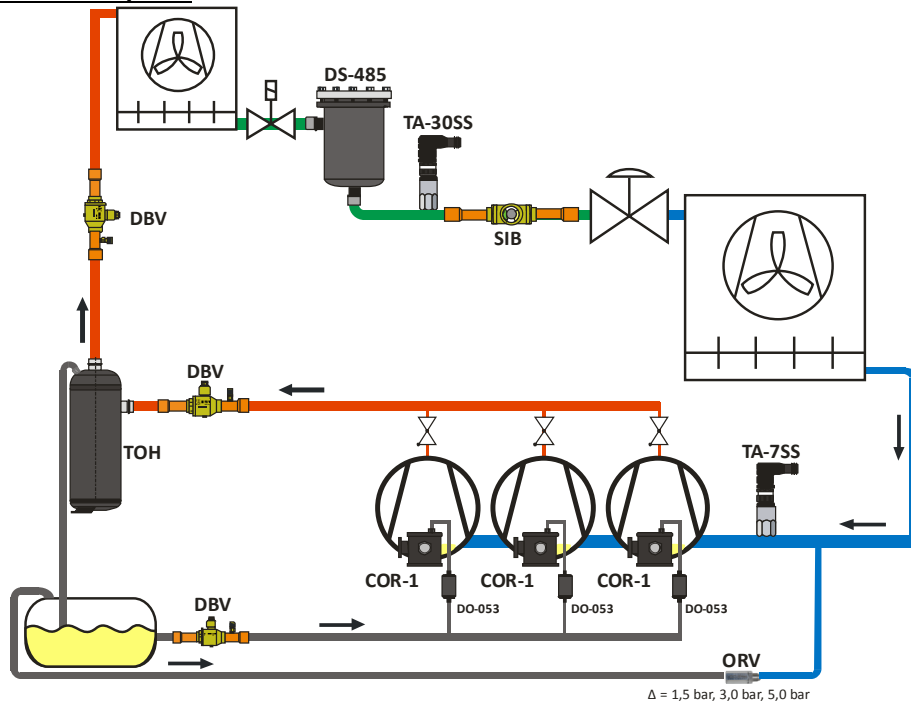 DS-485
TA-30SS
DBV
SIB
DBV
TOH
TA-7SS
COR-1
COR-1
COR-1
DO-053
DO-053
DO-053
DBV
ORV
Δ = 1,5 bar, 3,0 bar, 5,0 bar